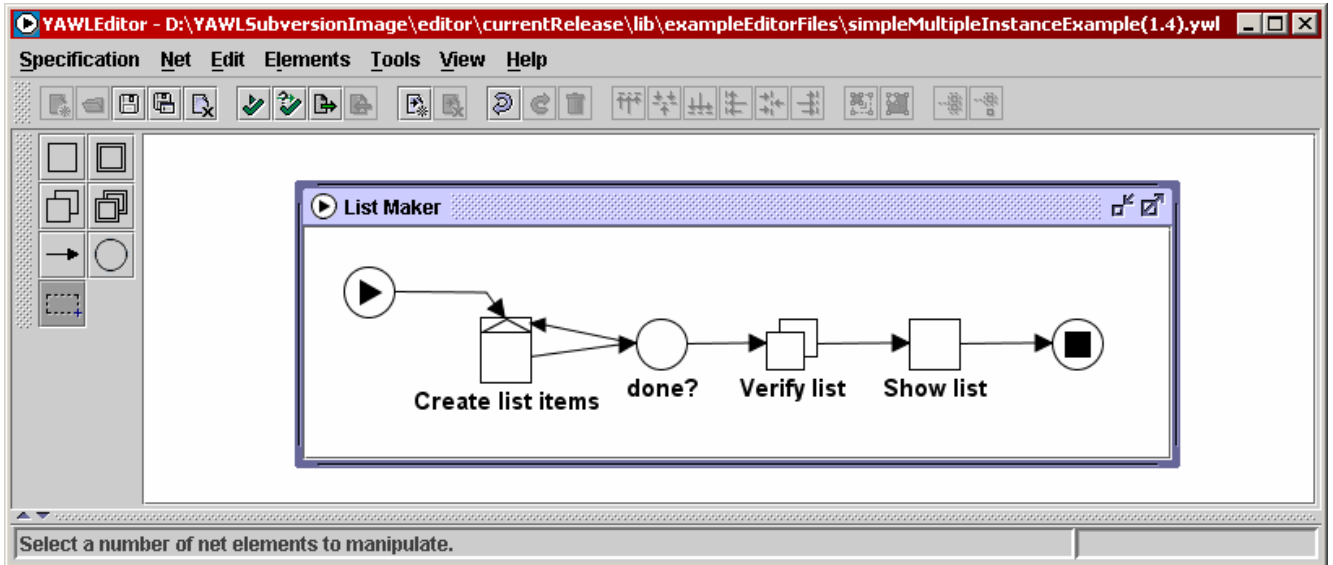 YAWLEditor - D:\YAWLSubversionImage\editor\currentRelease\lib\exampleEditorFiles\simpleMultipleInstanceExample(1.4).ywl
Specification Net Edit Elements Tools View Help
List Maker
Create list items
done?
Verify list
Show list
Select a number of net elements to manipulate.